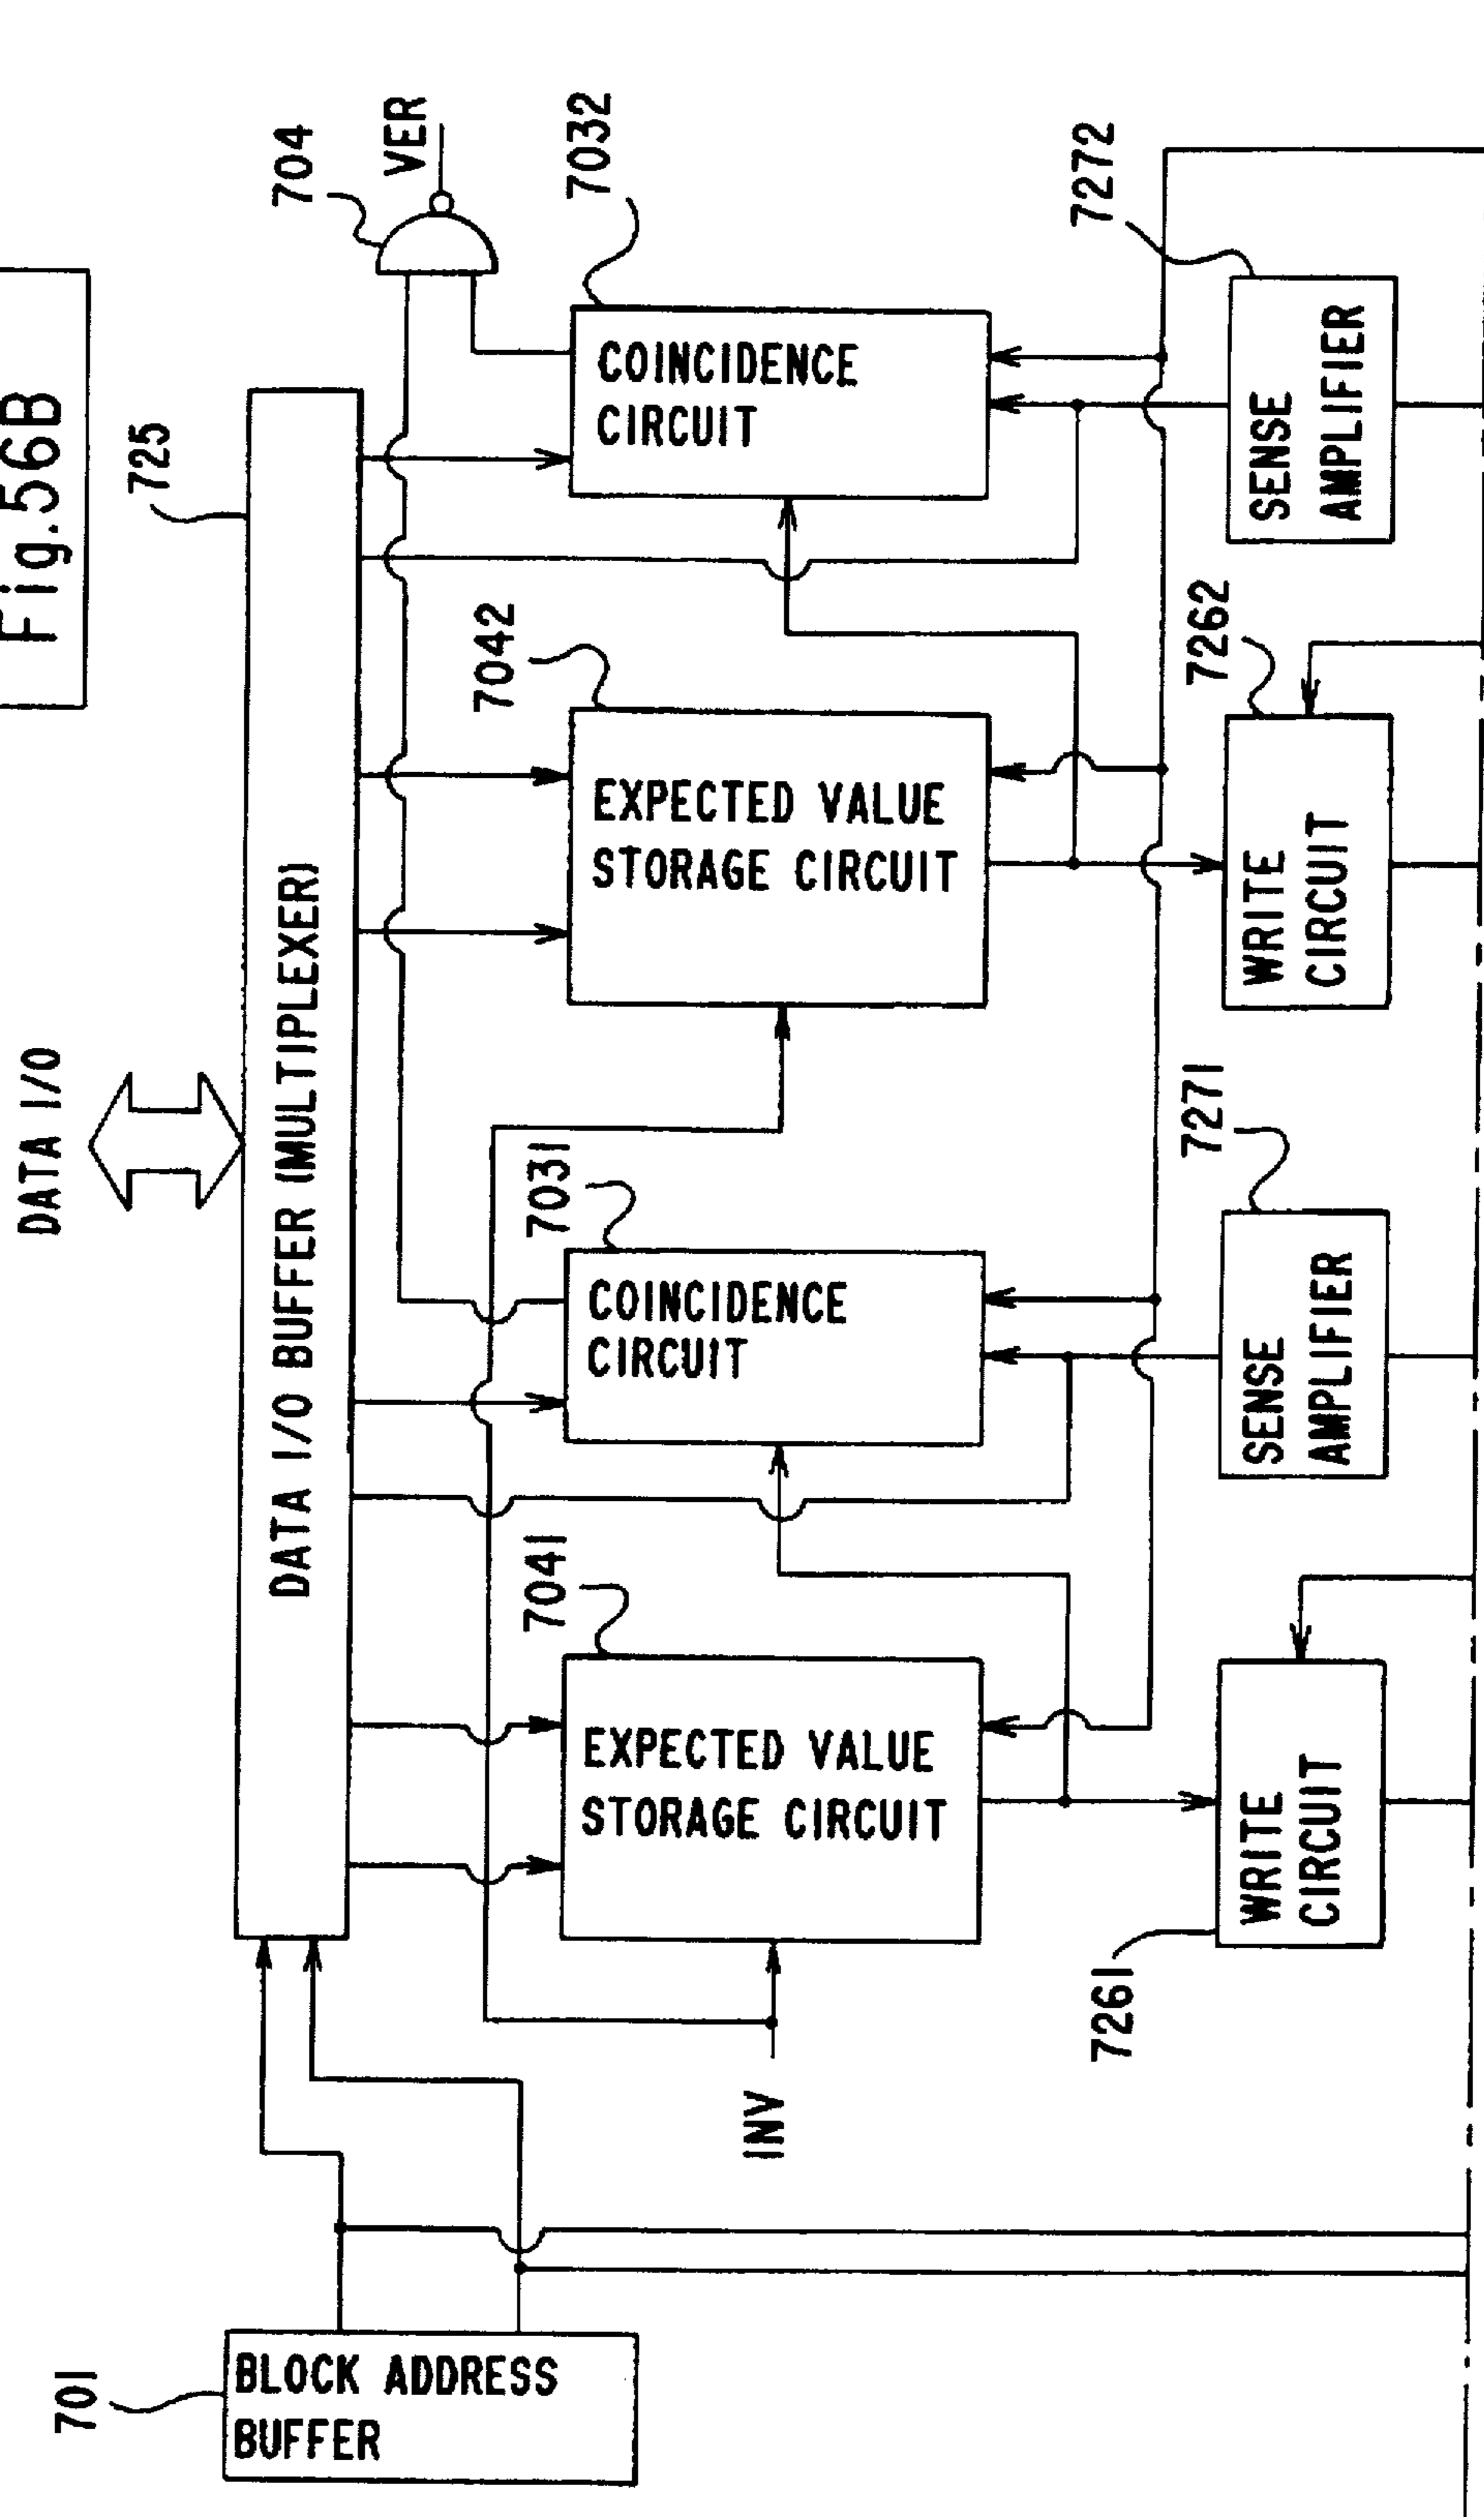 Fig.56B
DATA I/O
725
DATA I/O BUFFER (MULTIPLEXER)
704
VER
7032
COINCIDENCE
CIRCUIT
7042
EXPECTED VALUE
STORAGE CIRCUIT
7031
COINCIDENCE
CIRCUIT
7041
EXPECTED VALUE
STORAGE CIRCUIT
INV
701
BLOCK ADDRESS
BUFFER
7272
SENSE
AMPLIFIER
7262
WRITE
CIRCUIT
7271
SENSE
AMPLIFIER
7261
WRITE
CIRCUIT